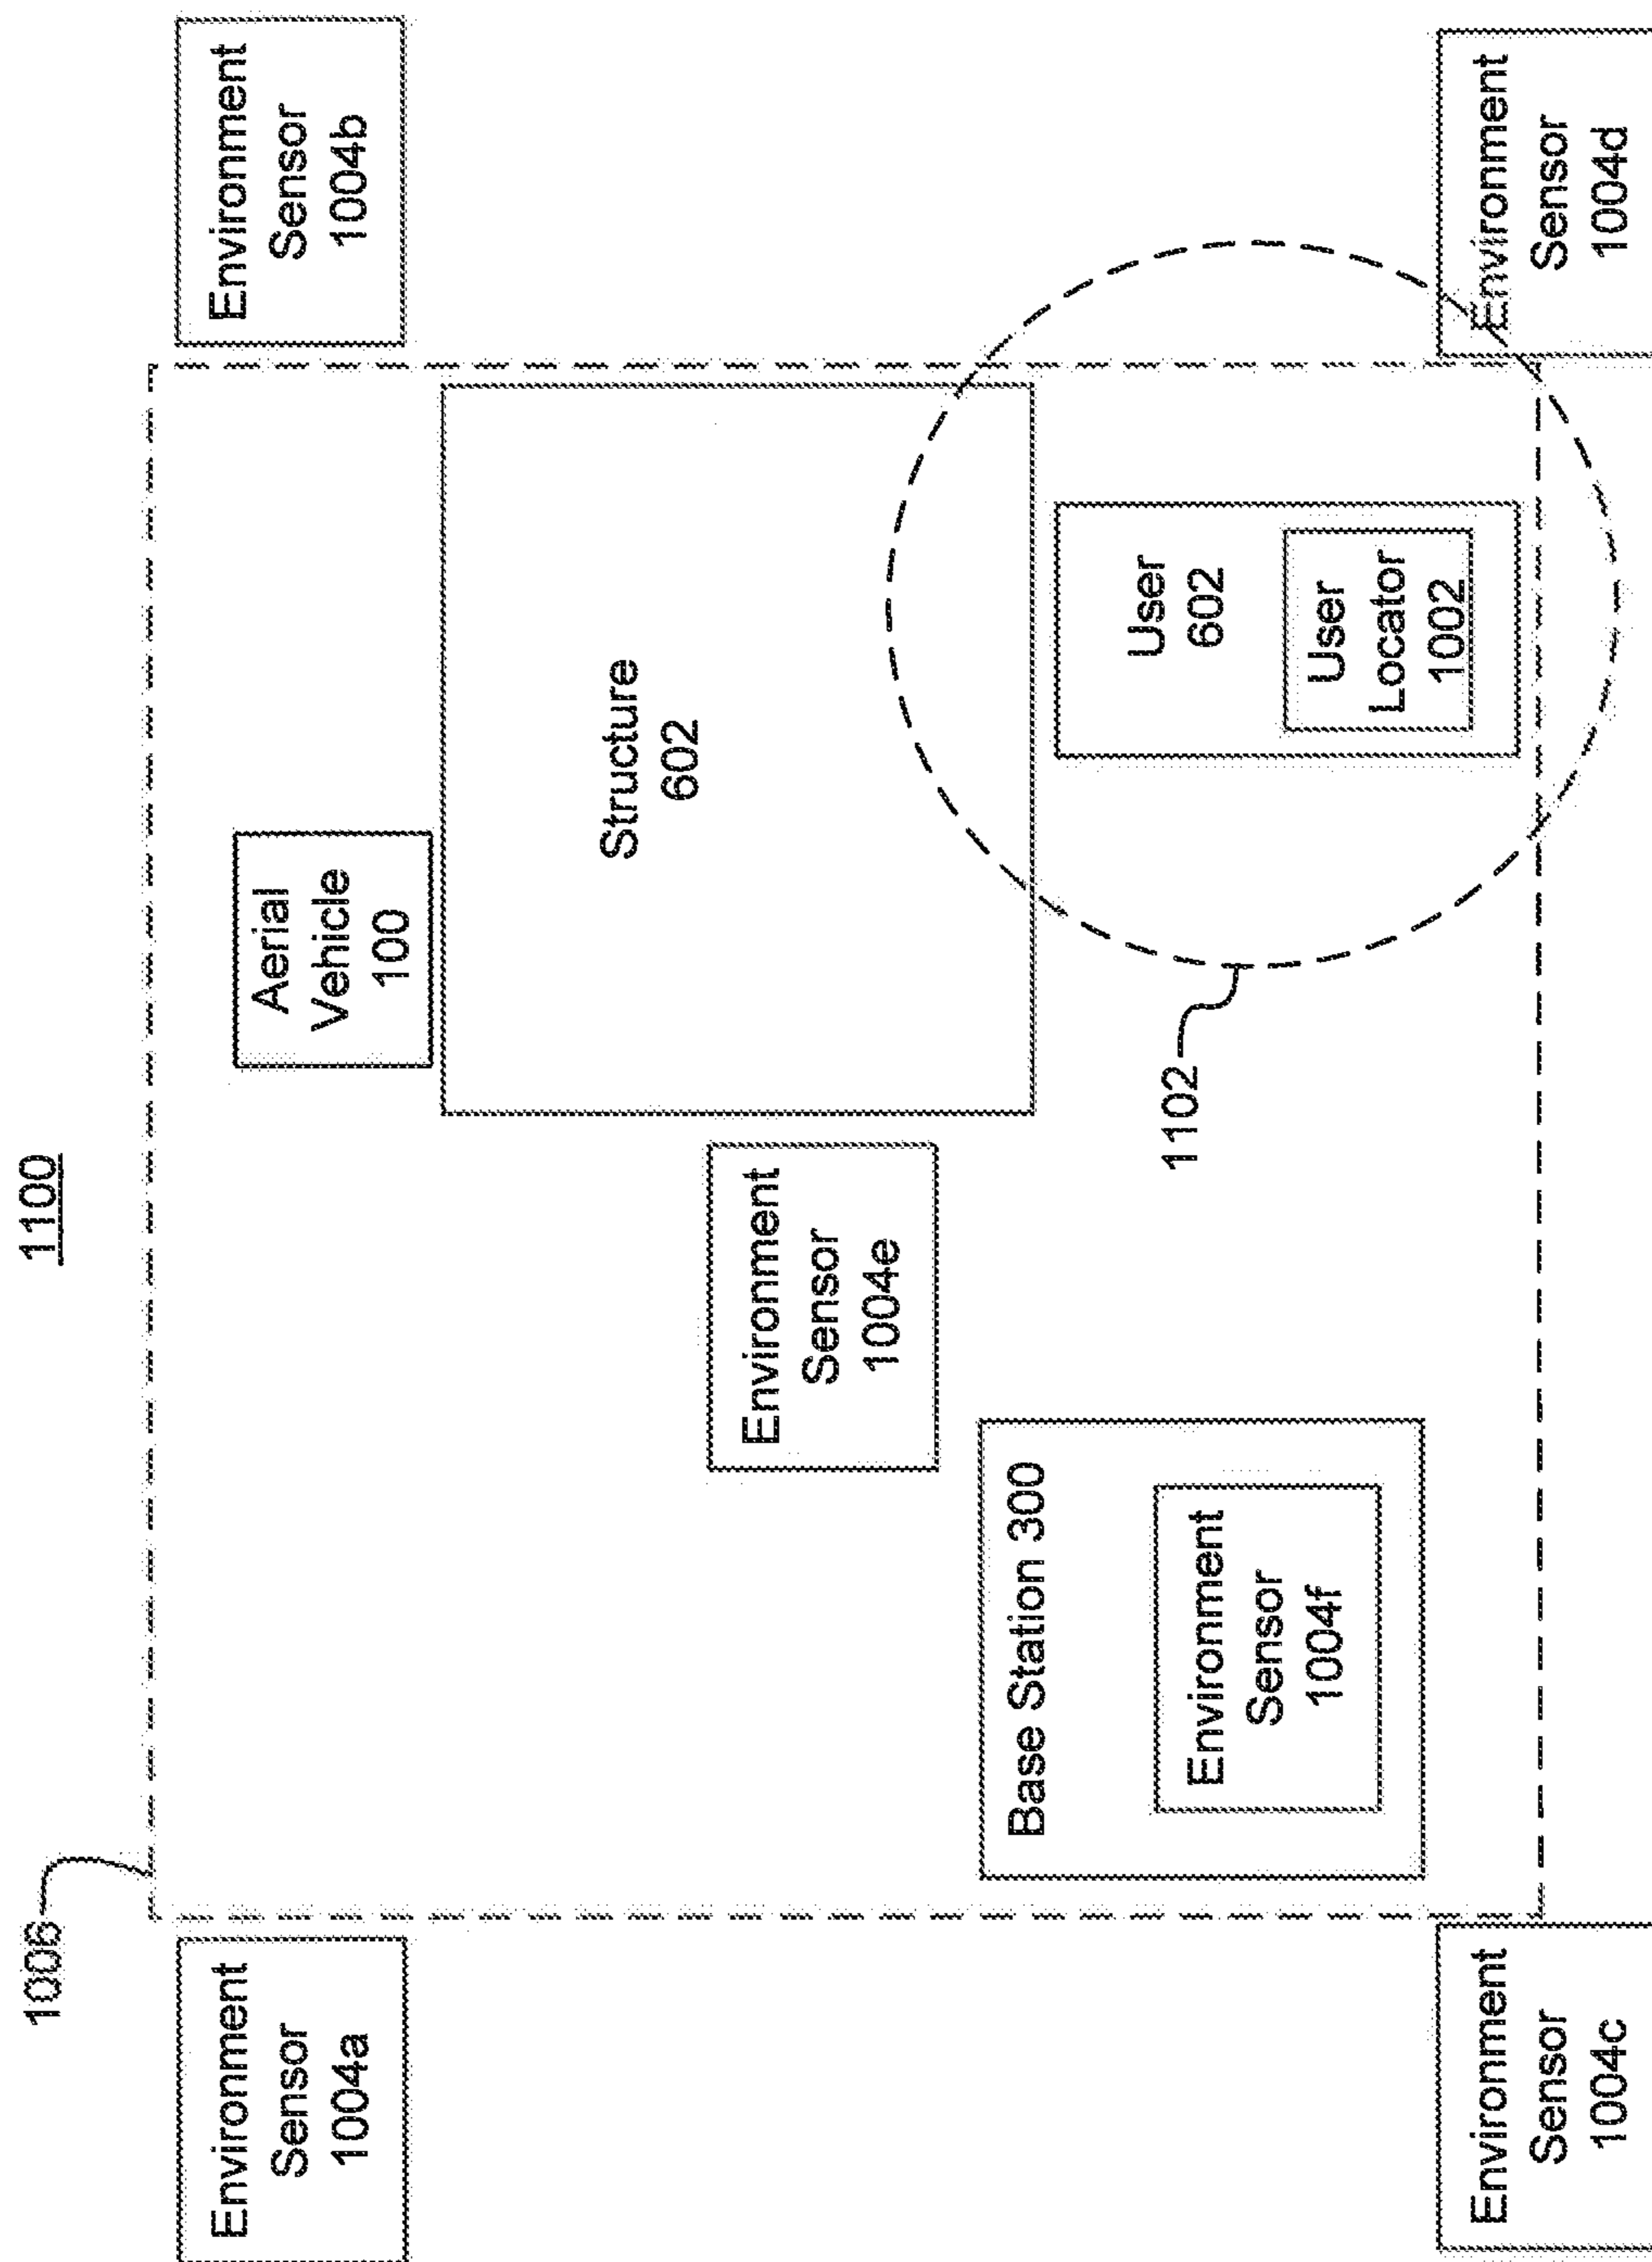 1100
1006
Environment
Sensor
1004a
Environment
Sensor
1004b
Aerial
Vehicle
100
Structure
602
Environment
Sensor
1004e
Base Station 300
Environment
Sensor
1004f
1102
User
602
User
Locator
1002
Environment
Sensor
1004c
Environment
Sensor
1004d